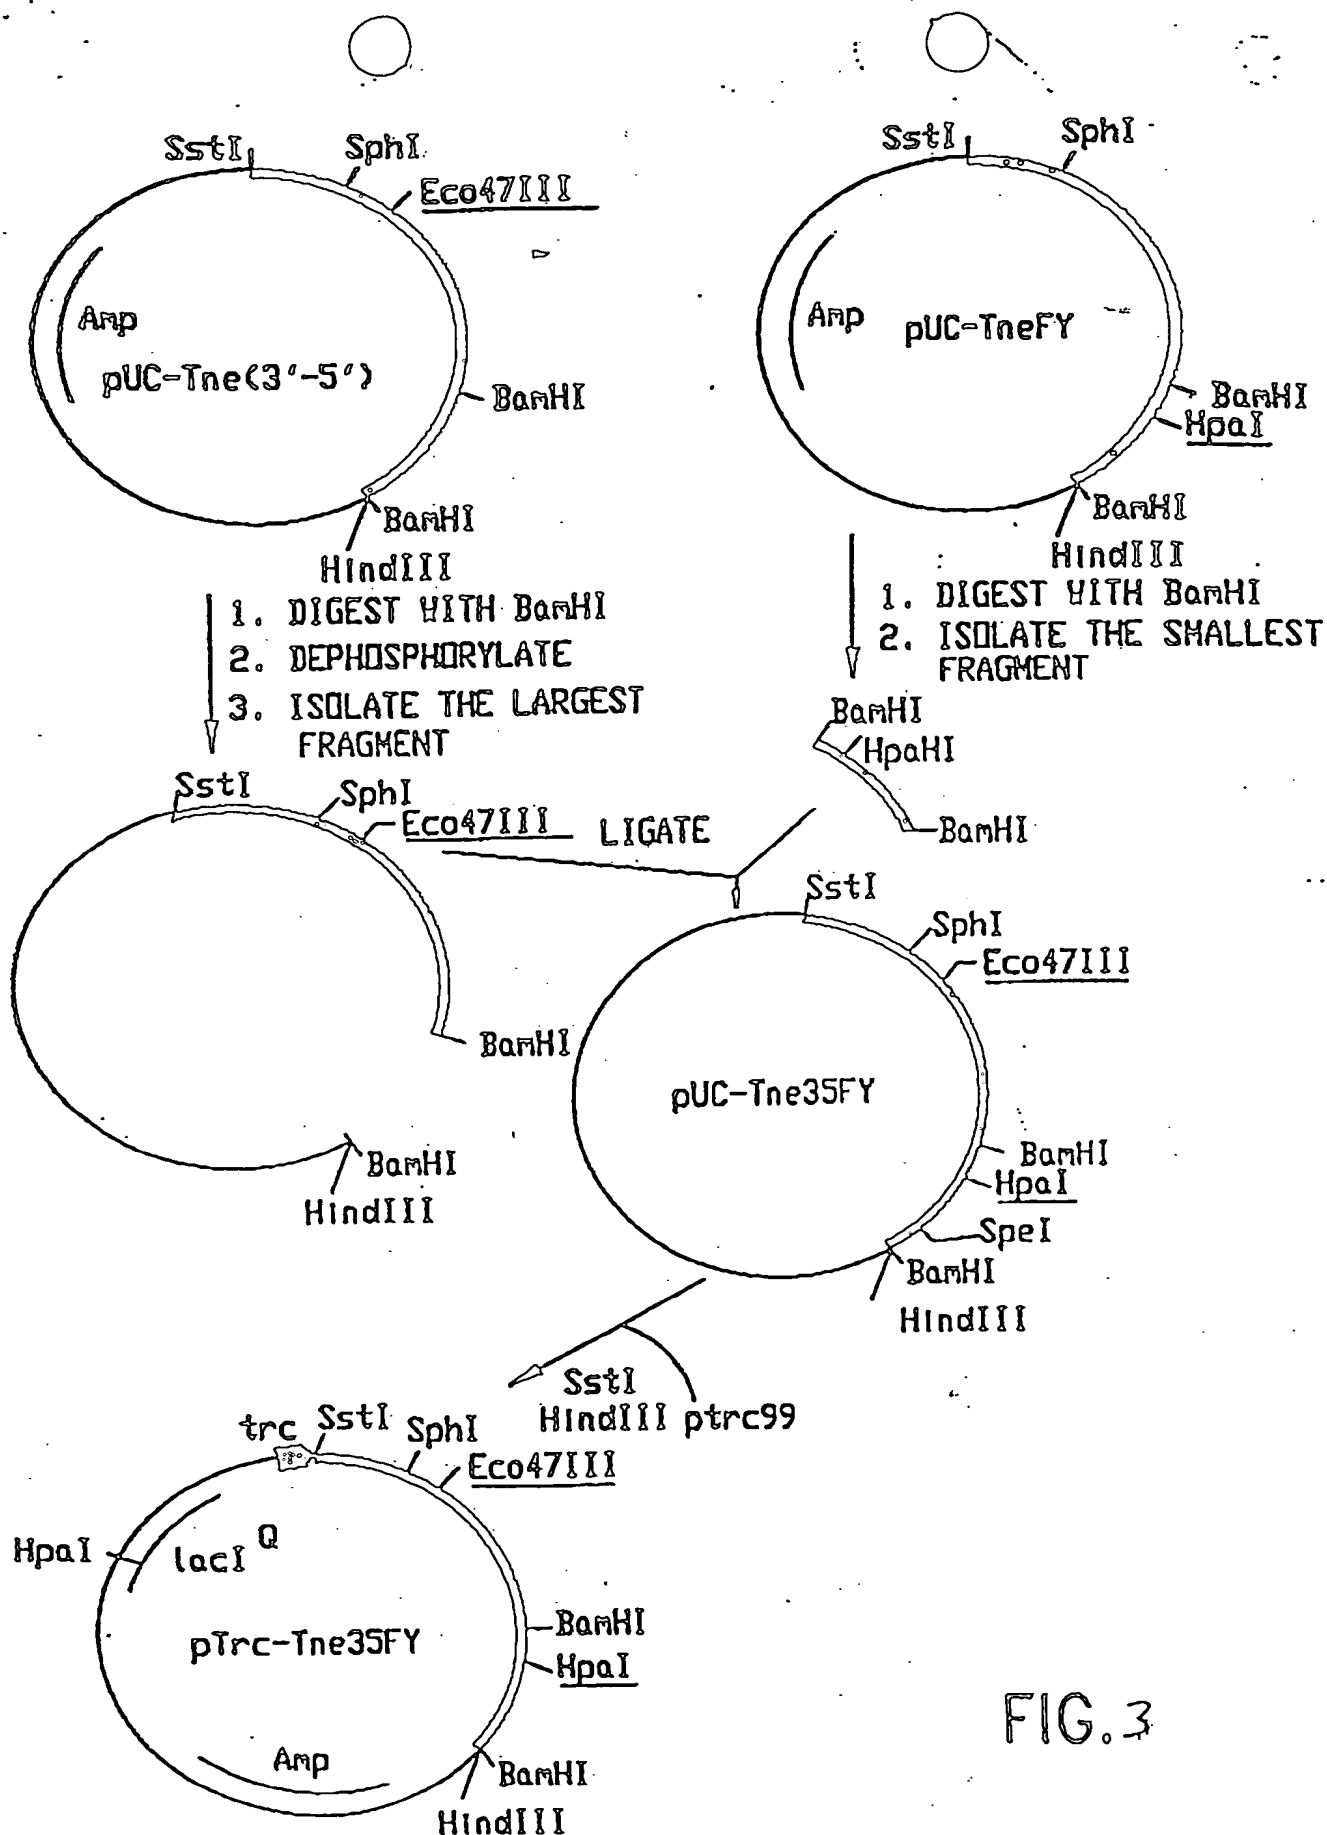 SstI
SphI
Eco47III
Amp
pUC-Tne(3'-5')
BamHI
BamHI
HindIII
SstI
SphI
Amp
pUC-TneFY
BamHI
HpaI
BamHI
HindIII
1. DIGEST WITH BamHI
2. DEPHOSPHORYLATE
3. ISOLATE THE LARGEST
FRAGMENT
1. DIGEST WITH BamHI
2. ISOLATE THE SMALLEST
FRAGMENT
BamHI
HpaHI
BamHI
SstI
SphI
Eco47III
LIGATE
BamHI
BamHI
HindIII
SstI
SphI
Eco47III
pUC-Tne35FY
BamHI
HpaI
SpeI
BamHI
HindIII
SstI
HindIII ptrc99
trc
SstI
SphI
Eco47III
HpaI
lacI Q
pTrc-Tne35FY
BamHI
HpaI
Amp
BamHI
HindIII
FIG.3